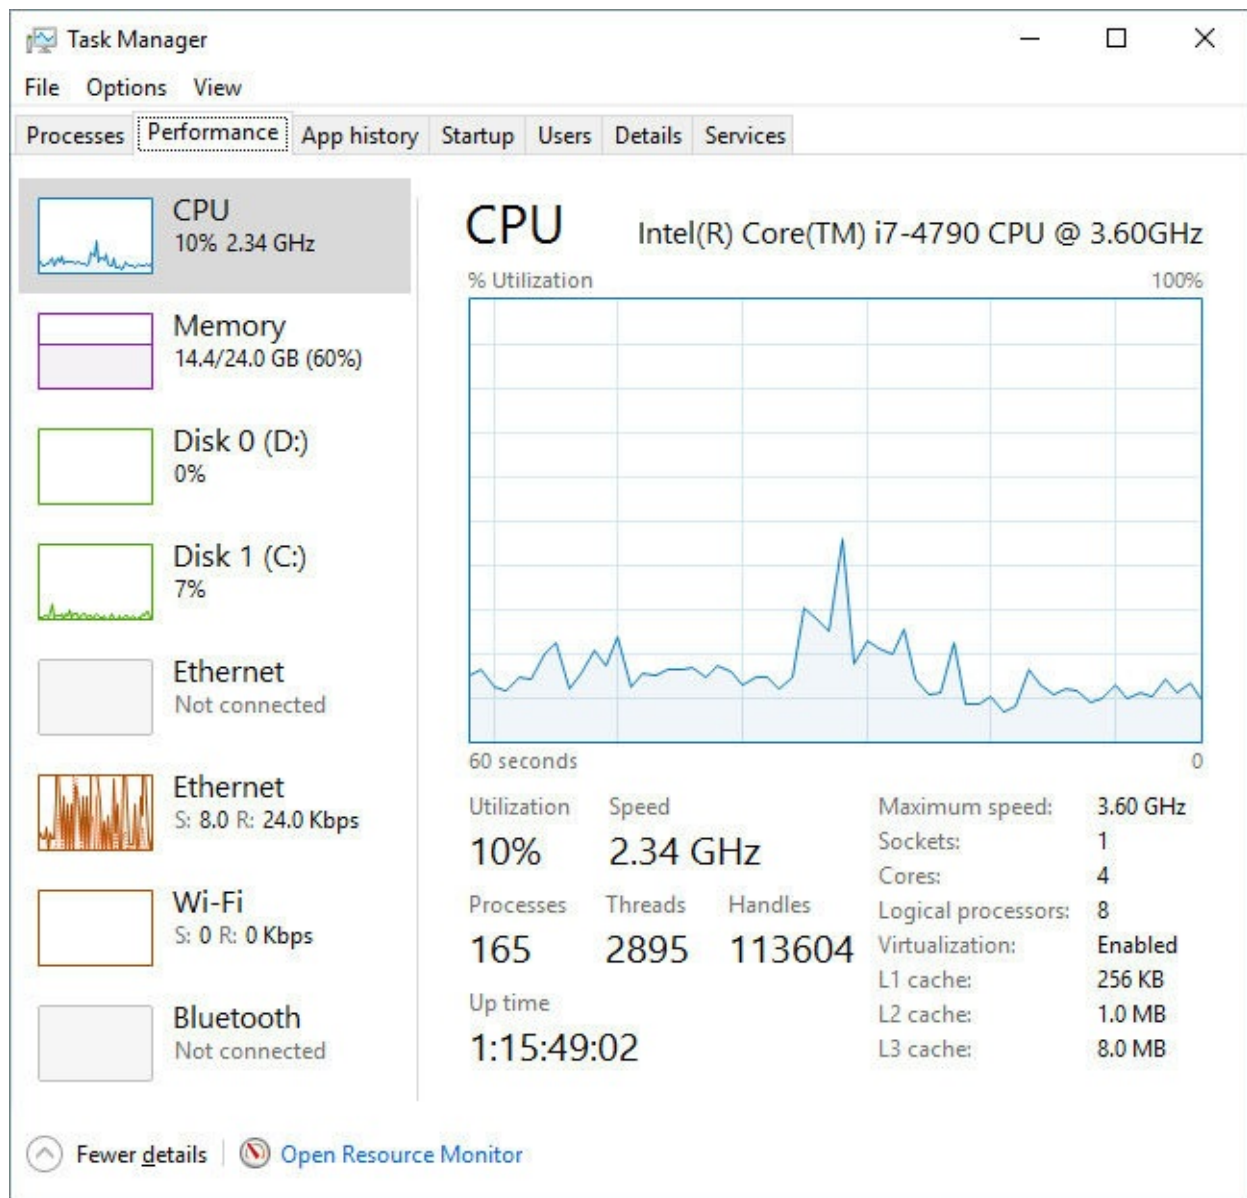 Task Manager
File Options View
Processes Performance App history Startup Users Details Services
CPU
10% 2.34 GHz
Memory
14.4/24.0 GB (60%)
Disk 0 (D:)
0%
Disk 1 (C:)
7%
Ethernet
Not connected
Ethernet
S: 8.0 R: 24.0 Kbps
Wi-Fi
S: 0 R: 0 Kbps
Bluetooth
Not connected
CPU Intel(R) Core(TM) i7-4790 CPU @ 3.60GHz
% Utilization 100%
60 seconds 0
Utilization Speed
10% 2.34 GHz
Processes Threads Handles
165 2895 113604
Up time
1:15:49:02
Maximum speed: 3.60 GHz
Sockets: 1
Cores: 4
Logical processors: 8
Virtualization: Enabled
L1 cache: 256 KB
L2 cache: 1.0 MB
L3 cache: 8.0 MB
Fewer details Open Resource Monitor